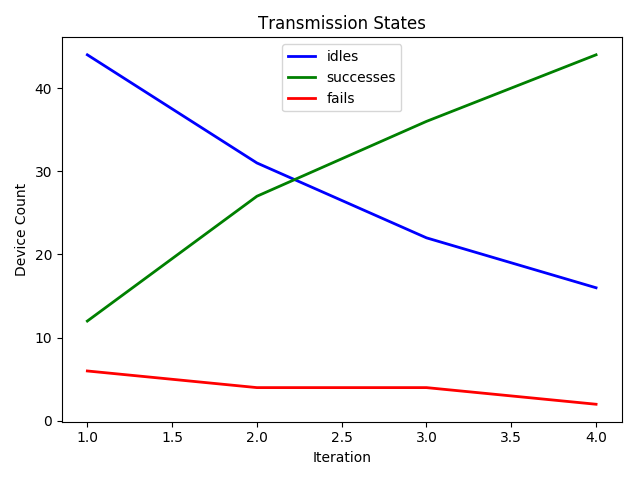 Transmission States
idles
successes
fails
Device Count
40
30
20
10
0
1.0 1.5 2.0 2.5 3.0 3.5 4.0
Iteration